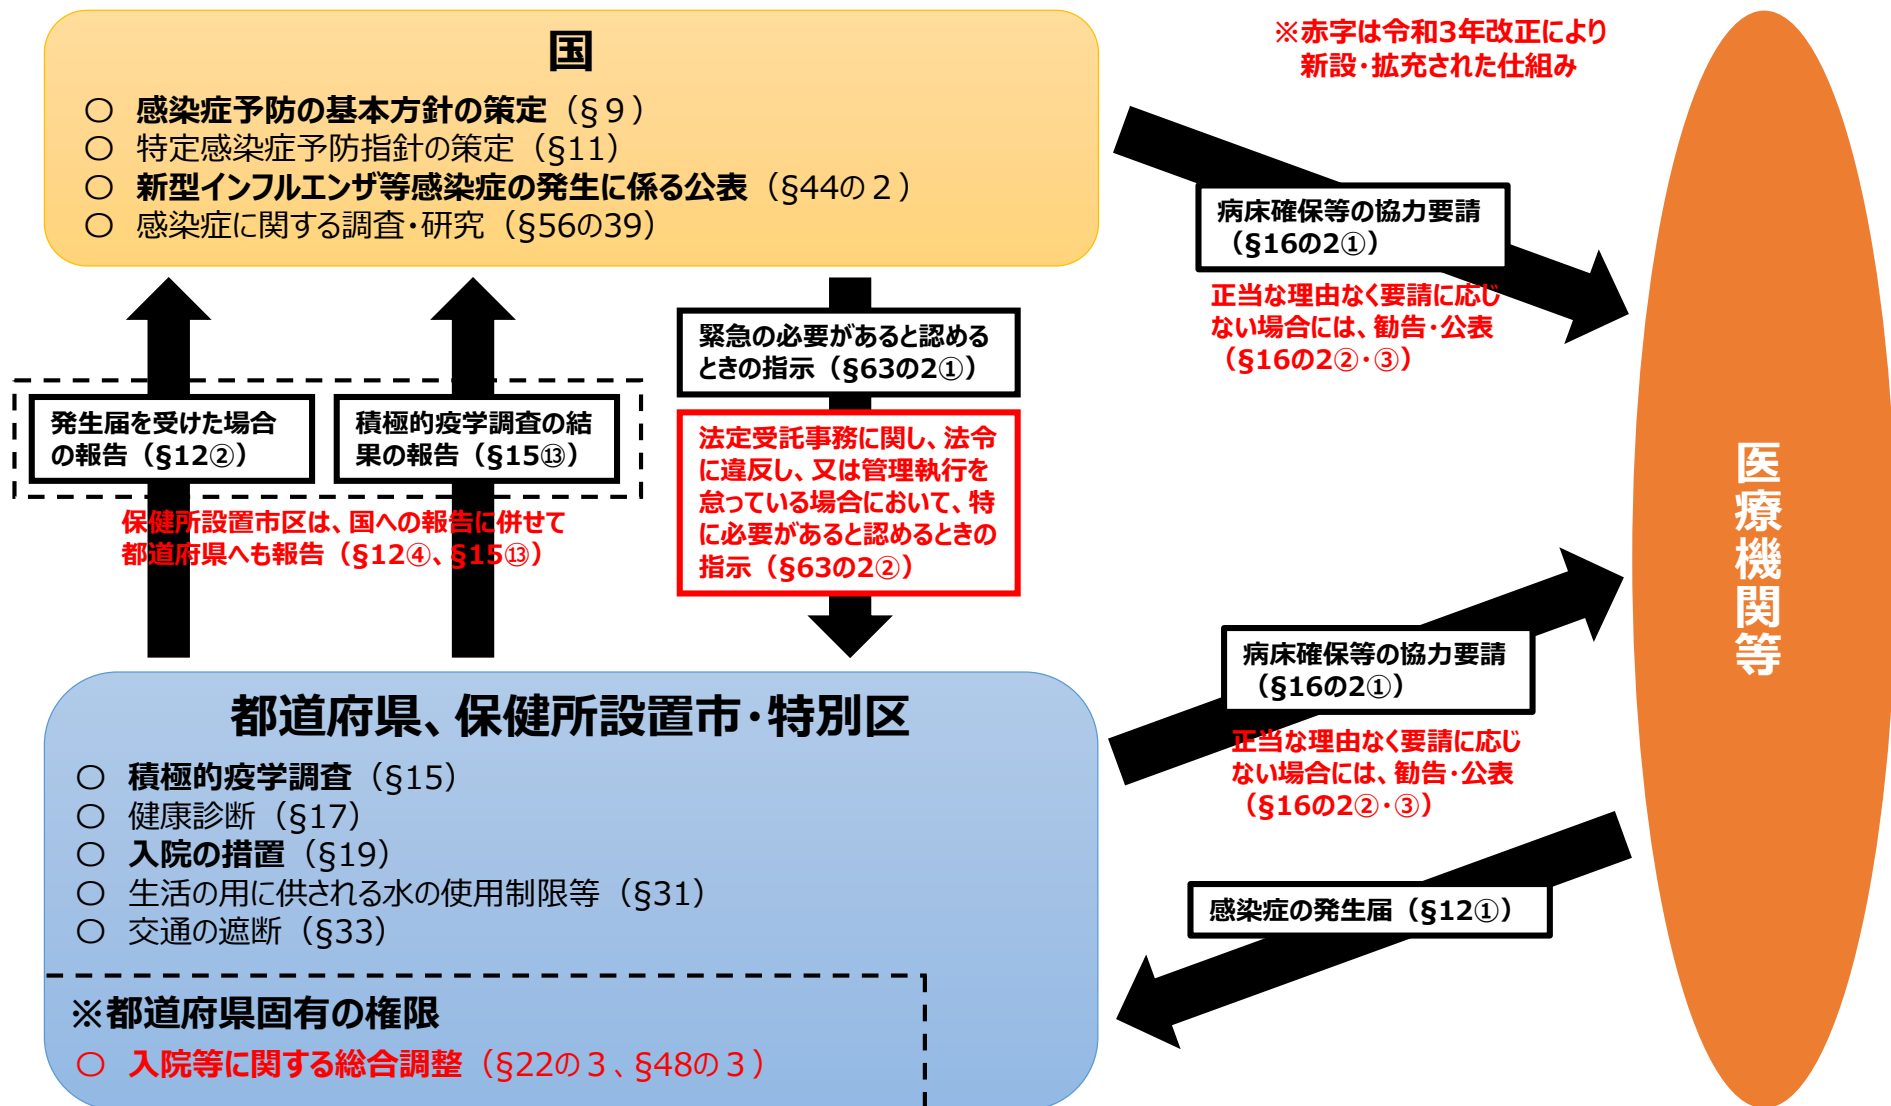 国
○ 感染症予防の基本方針の策定（§９）
○ 特定感染症予防指針の策定（§11）
○ 新型インフルエンザ等感染症の発生に係る公表（§44の２）
○ 感染症に関する調査・研究（§56の39）
※赤字は令和3年改正により
新設・拡充された仕組み
病床確保等の協力要請
（§16の2①）
正当な理由なく要請に応じ
ない場合には、勧告・公表
（§16の2②・③）
緊急の必要があると認める
ときの指示（§63の2①）
発生届を受けた場合
の報告（§12②）
積極的疫学調査の結
果の報告（§15⑬）
法定受託事務に関し、法令
に違反し、又は管理執行を
怠っている場合において、特
に必要があると認めるときの
指示（§63の2②）
保健所設置市区は、国への報告に併せて
都道府県へも報告（§12④、§15⑬）
医療機関等
都道府県、保健所設置市・特別区
○ 積極的疫学調査（§15）
○ 健康診断（§17）
○ 入院の措置（§19）
○ 生活の用に供される水の使用制限等（§31）
○ 交通の遮断（§33）
※都道府県固有の権限
○ 入院等に関する総合調整（§22の３、§48の３）
病床確保等の協力要請
（§16の2①）
正当な理由なく要請に応じ
ない場合には、勧告・公表
（§16の2②・③）
感染症の発生届（§12①）